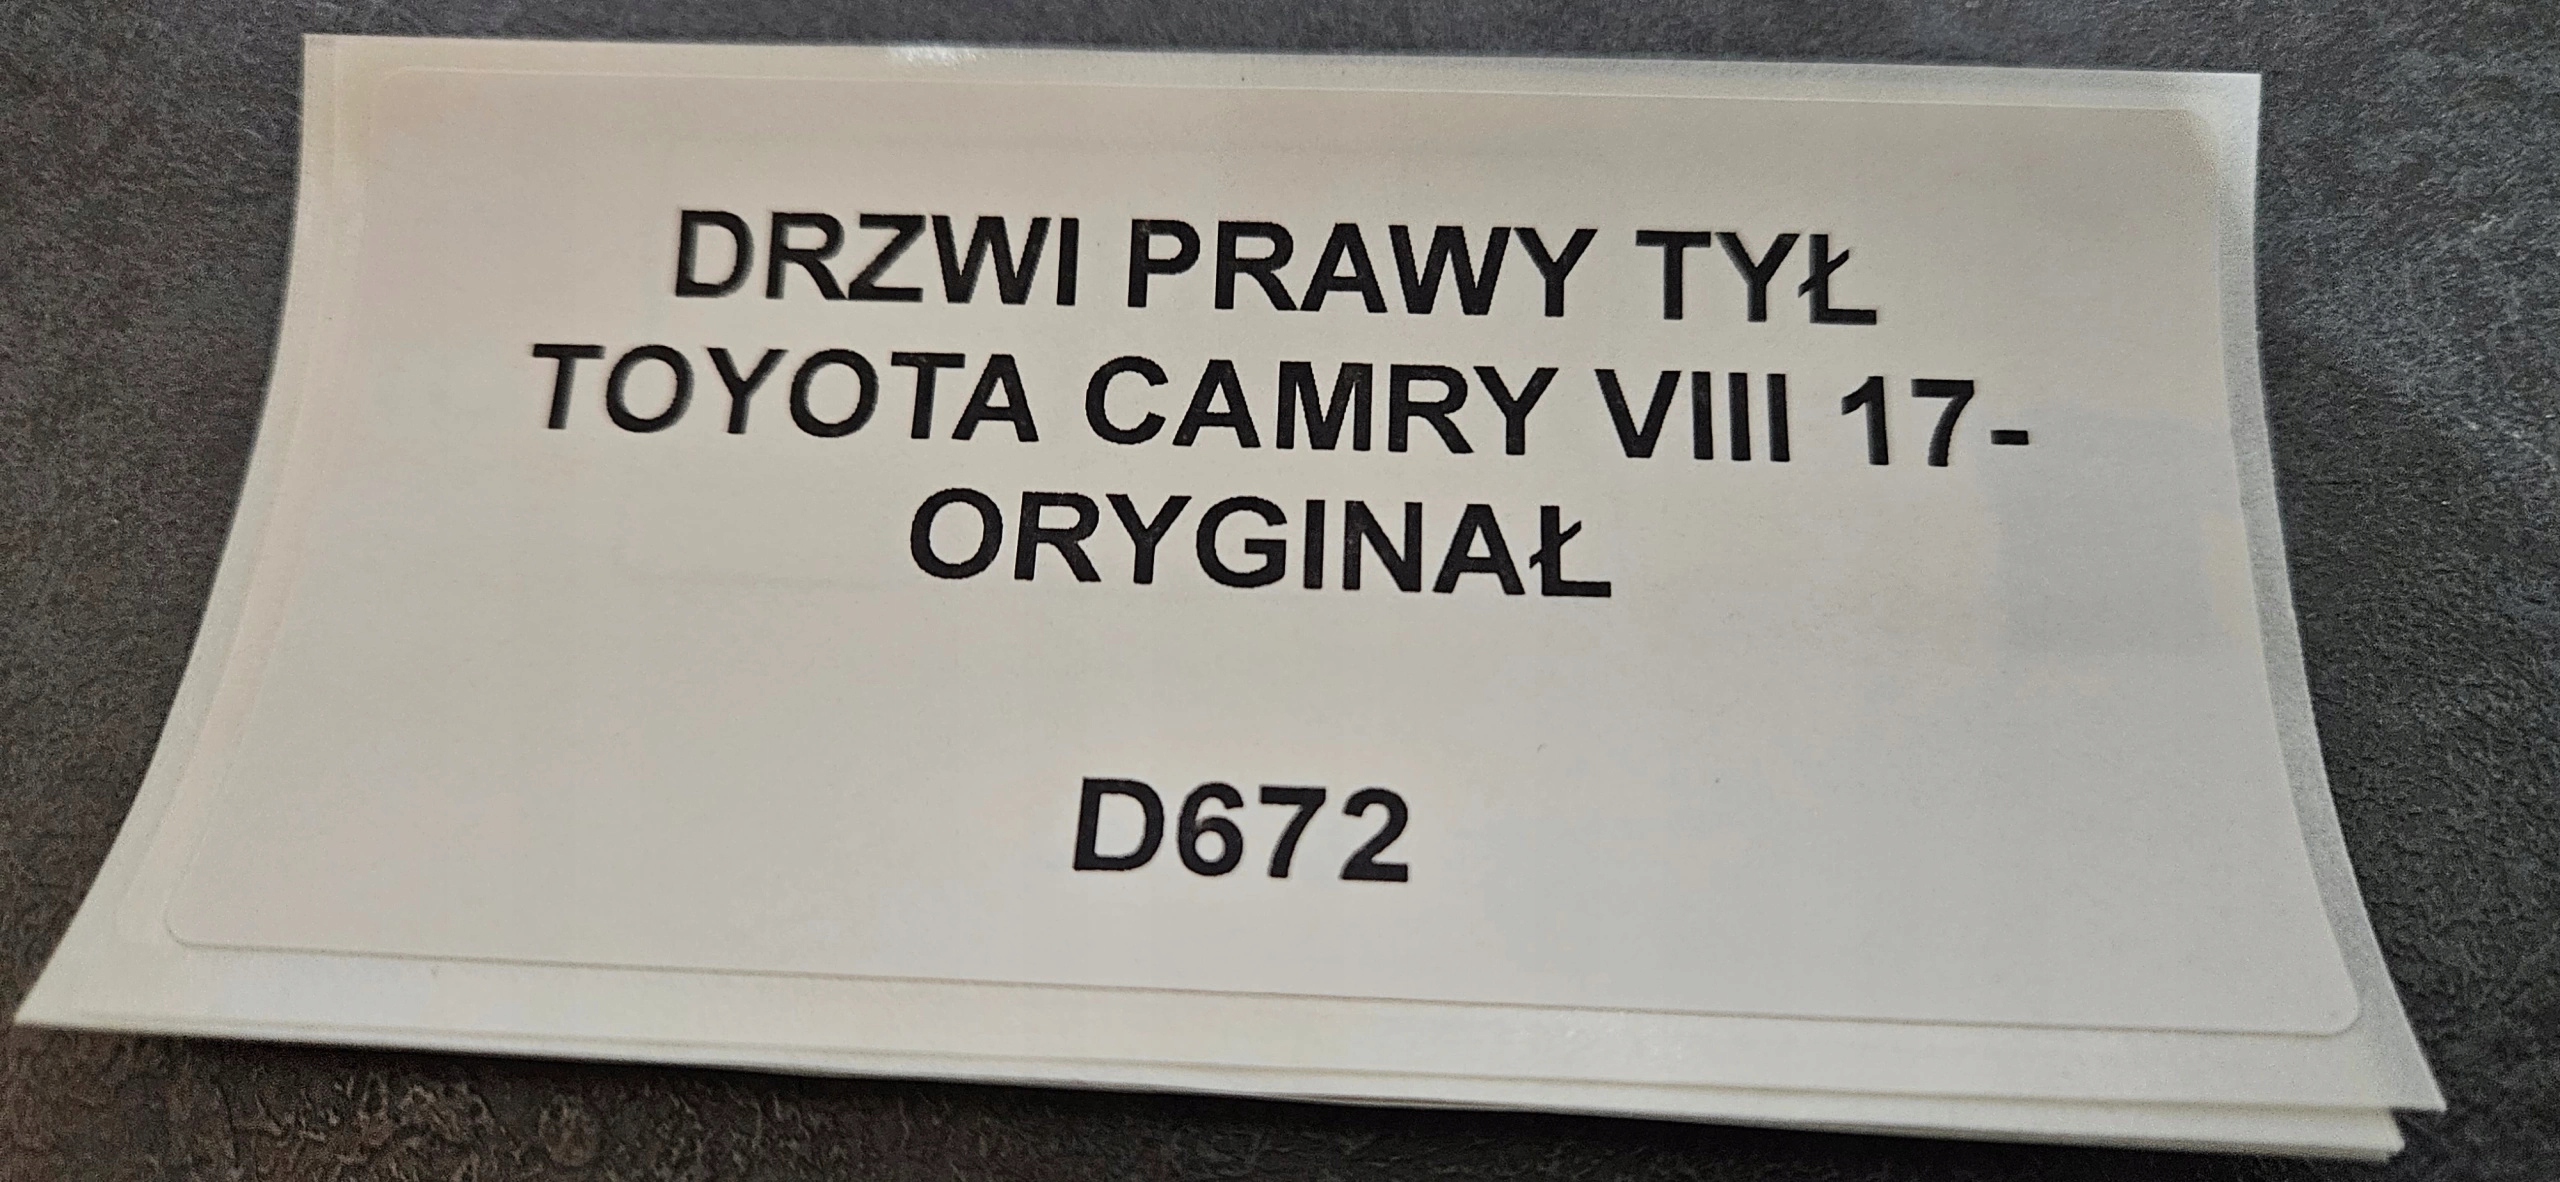 DRZWI PRAWY TYŁ
TOYOTA CAMRY VIII 17-
ORYGINAŁ
D672